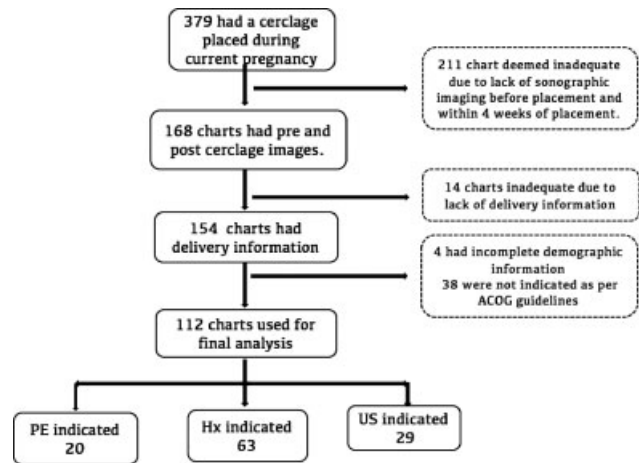 379 had a cerclage
placed during
current pregnancy
211 chart deemed inadequate
due to lack of sonographic
imaging before placement and
within 4 weeks of placement.
168 charts had pre and
post cerclage images.
14 charts inadequate due to
lack of delivery information
154 charts had
delivery information
4 had incomplete demographic
information
38 were not indicated as per
ACOG guidelines
112 charts used for
final analysis
PE indicated
20
Hx indicated
63
US indicated
29